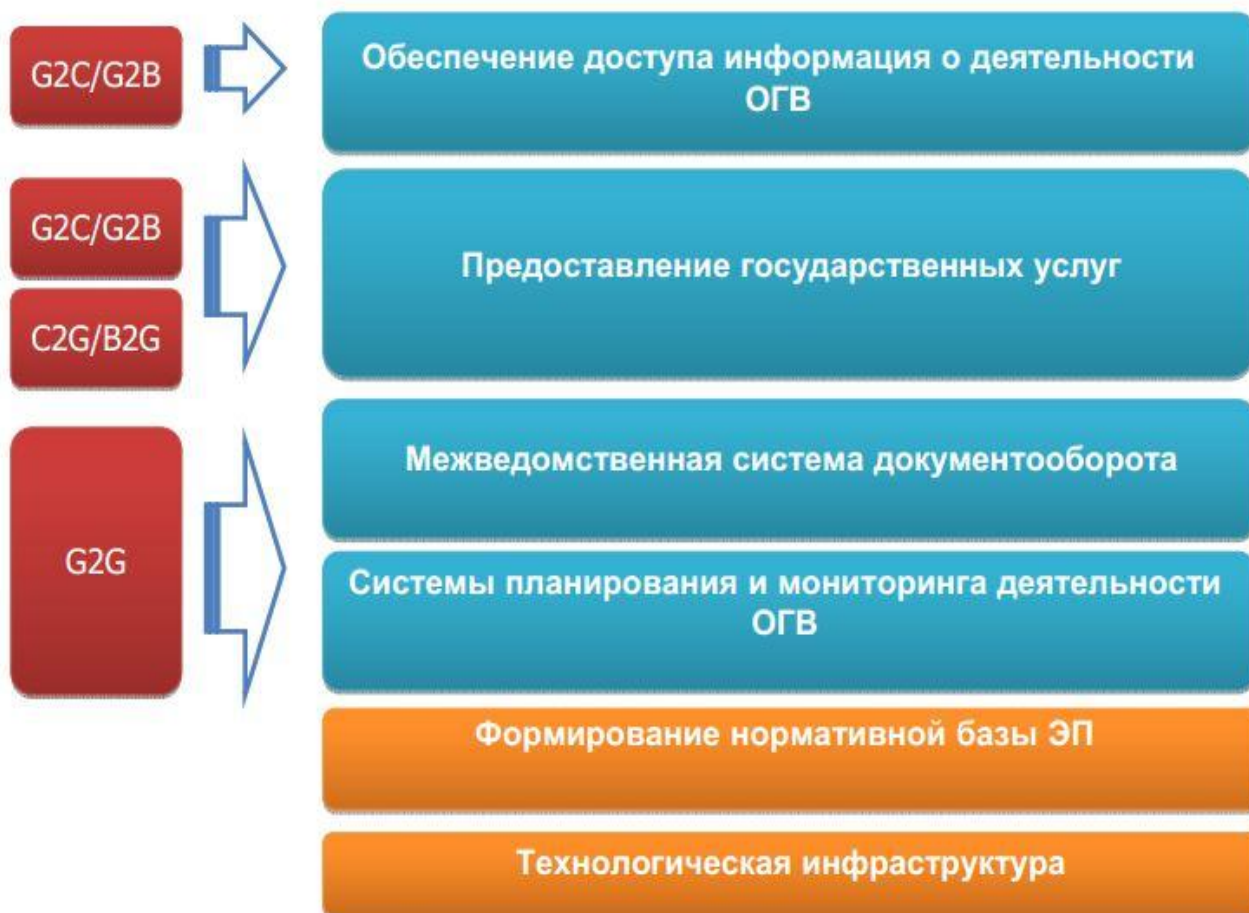 G2C/G2B
Обеспечение доступа информация о деятельности
ОГВ
G2C/G2B
C2G/B2G
Предоставление государственных услуг
G2G
Межведомственная система документооборота
Системы планирования и мониторинга деятельности
ОГВ
Формирование нормативной базы ЭП
Технологическая инфраструктура